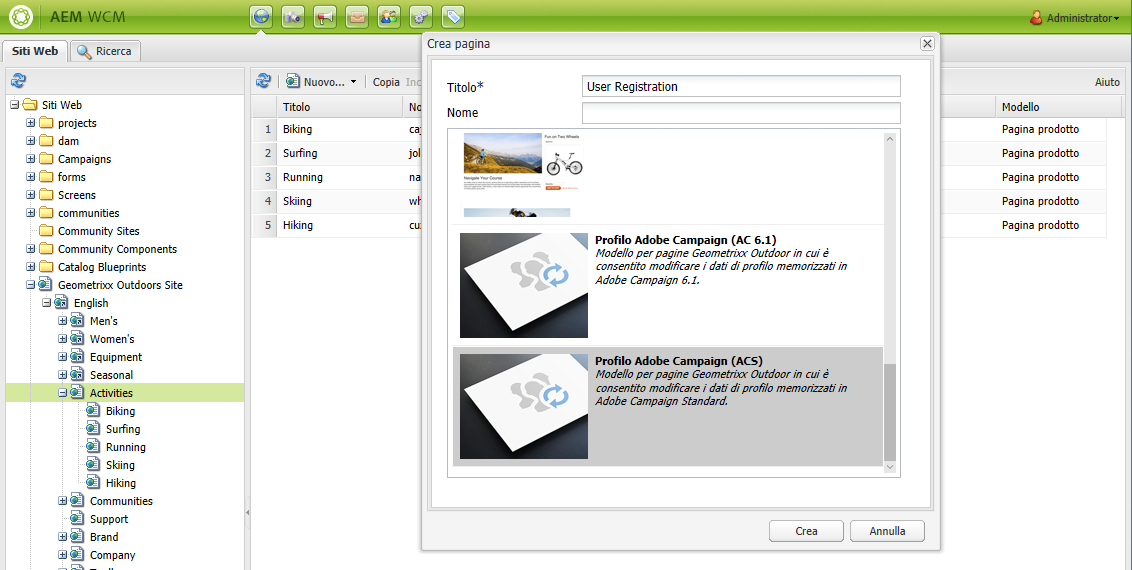 AEM WCM
Administrator
Siti Web
Ricerca
Nuovo...
Copia
Inc
Aiuto
Siti Web
projects
dam
Campaigns
forms
Screens
communities
Community Sites
Community Components
Catalog Blueprints
Geometrixx Outdoors Site
English
Men's
Women's
Equipment
Seasonal
Activities
Biking
Surfing
Running
Skiing
Hiking
Communities
Support
Brand
Company
Titolo
No
Modello
1 Biking ca
Pagina prodotto
2 Surfing jol
Pagina prodotto
3 Running na
Pagina prodotto
4 Skiing wh
Pagina prodotto
5 Hiking cu
Pagina prodotto
Crea pagina
Titolo*
User Registration
Nome
Fun on Two Wheels
Navigate Your Course
Profilo Adobe Campaign (AC 6.1)
Modello per pagine Geometrixx Outdoor in cui è
consentito modificare i dati di profilo memorizzati in
Adobe Campaign 6.1.
Profilo Adobe Campaign (ACS)
Modello per pagine Geometrixx Outdoor in cui è
consentito modificare i dati di profilo memorizzati in
Adobe Campaign Standard.
Crea
Annulla